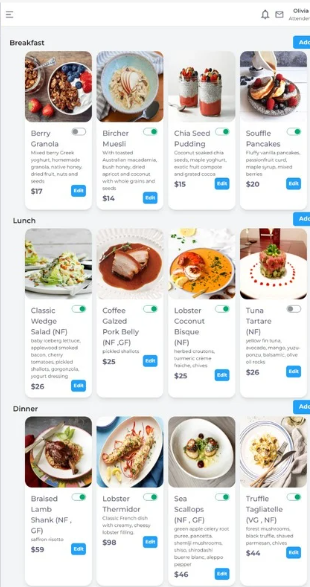 Olivia
Attender
Breakfast
Add
Berry
Granola
Mixed berry Greek
yoghurt, homemade
granola, native honey,
dried fruit, nuts and
seeds
$17
Edit
Bircher
Muesli
With toasted
Australian macadamia,
bush honey, dried
apricot and coconut
with whole grains and
seeds
$14
Edit
Chia Seed
Pudding
Coconut soaked chia
seeds, maple yoghurt,
exotic fruit compote
and grated cocoa
$15
Edit
Souffle
Pancakes
Fluffy vanilla pancakes,
passionfruit curd,
maple syrup, mixed
berries
$20
Edit
Lunch
Add
Classic
Wedge
Salad (NF)
baby iceberg lettuce,
applewood smoked
bacon, cherry
tomatoes, pickled
shallots, gorgonzola,
yogurt dressing
$26
Edit
Coffee
Galzed
Pork Belly
(NF ,GF)
pickled shallots
$25
Edit
Lobster
Coconut
Bisque
(NF)
herbed croutons,
turmeric crème
fraiche, chives
$25
Edit
Tuna
Tartare
(NF)
yellow fin tuna,
avocado, mango, yuzu
ponzu, balsamic, olive
oil rocks
$26
Edit
Dinner
Add
Braised
Lamb
Shank (NF ,
GF)
saffron risotto
$59
Edit
Lobster
Thermidor
Classic French dish
with creamy, cheesy
lobster filling
$98
Edit
Sea
Scallops
(NF , GF)
green apple celery root
puree, pancetta,
shemiji mushrooms,
shiso, shirodashi
buerre blanc, aleppo
pepper
$46
Edit
Truffle
Tagliatelle
(VG , NF)
forest mushrooms,
black truffle, shaved
parmesan, chives
$44
Edit